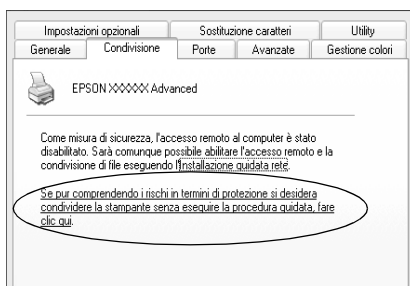 Impostazioni opzionali Sostituzione caratteri Utility
Generale Condivisione Porte Avanzate Gestione colori
EPSON XXXXXX Advanced
Come misura di sicurezza, l'accesso remoto al computer è stato
disabilitato. Sarà comunque possibile abilitare l'accesso remoto e la
condivisione di file eseguendo l'Installazione guidata rete.
Se pur comprendendo i rischi in termini di protezione si desidera
condividere la stampante senza eseguire la procedura guidata, fare
clic qui.